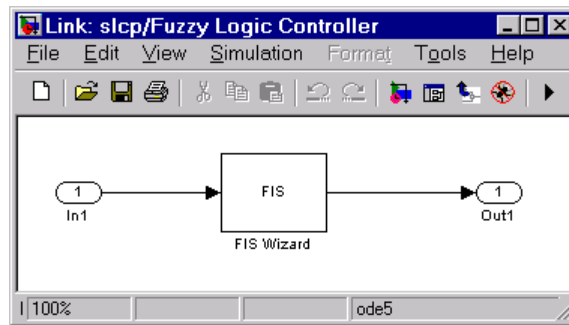 Link: slcp/Fuzzy Logic Controller
File Edit View Simulation Format Tools Help
1 FIS 1
In1 Out1
FIS Wizard
100% ode5